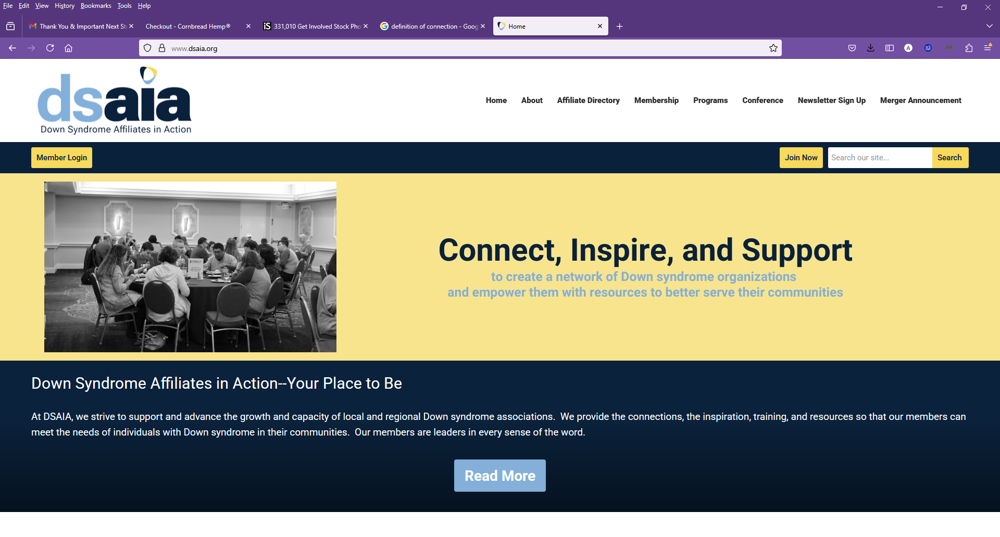 File Edit View History Bookmarks Tools Help
Thank You & Important Next St
Checkout - Cornbread Hemp®
iS 331,010 Get Involved Stock Pho
definition of connection - Goog
Home
www.dsaia.org
dsaia
Down Syndrome Affiliates in Action
Home About Affiliate Directory Membership Programs Conference Newsletter Sign Up Merger Announcement
Member Login
Join Now Search our site... Search
Connect, Inspire, and Support
to create a network of Down syndrome organizations
and empower them with resources to better serve their communities
Down Syndrome Affiliates in Action--Your Place to Be
At DSAIA, we strive to support and advance the growth and capacity of local and regional Down syndrome associations.  We provide the connections, the inspiration, training, and resources so that our members can
meet the needs of individuals with Down syndrome in their communities.  Our members are leaders in every sense of the word.
Read More